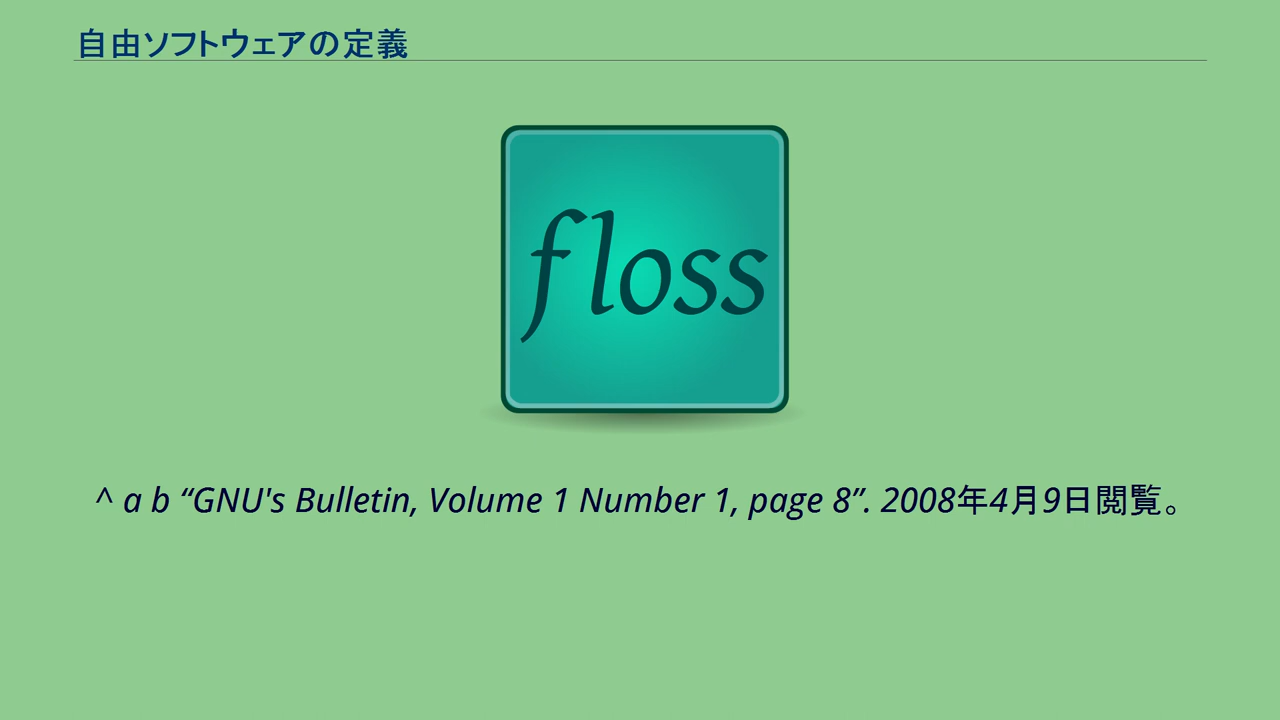 自由ソフトウェアの定義
floss
^ a b “GNU's Bulletin, Volume 1 Number 1, page 8”. 2008年4月9日閲覧。